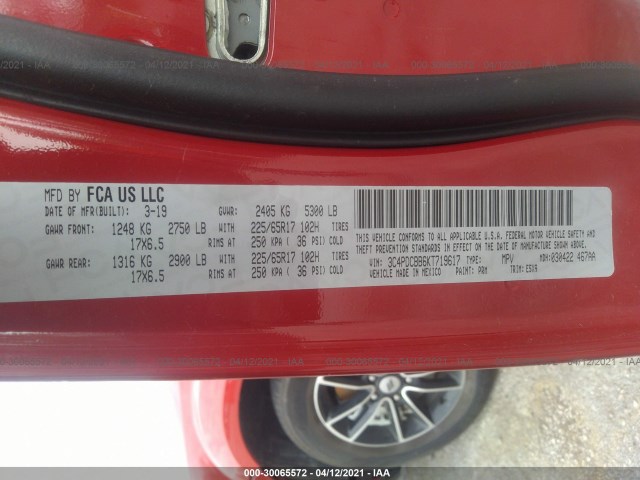 MFD BY FCA US LLC
DATE OF MFR(BUILT): 3-19 GVWR: 2405 KG 5300 LB
GAWR FRONT: 1248 KG 2750 LB WITH 225/65R17 102H TIRES
17X6.5 RIMS AT 250 KPA ( 36 PSI) COLD
GAWR REAR: 1316 KG 2900 LB WITH 225/65R17 102H TIRES
17X6.5 RIMS AT 250 KPA ( 36 PSI) COLD
THIS VEHICLE CONFORMS TO ALL APPLICABLE U.S.A. FEDERAL MOTOR VEHICLE SAFETY, BUMPER, AND
THEFT PREVENTION STANDARDS IN EFFECT ON THE DATE OF MANUFACTURE SHOWN ABOVE.
VIN: 3C4PDCBB6KT719617 TYPE: MPV MDH:030422 467AA
VEHICLE MADE IN MEXICO PAINT: PRM TRIM: E5X9
000-30065572 - 04/12/2021 - IAA